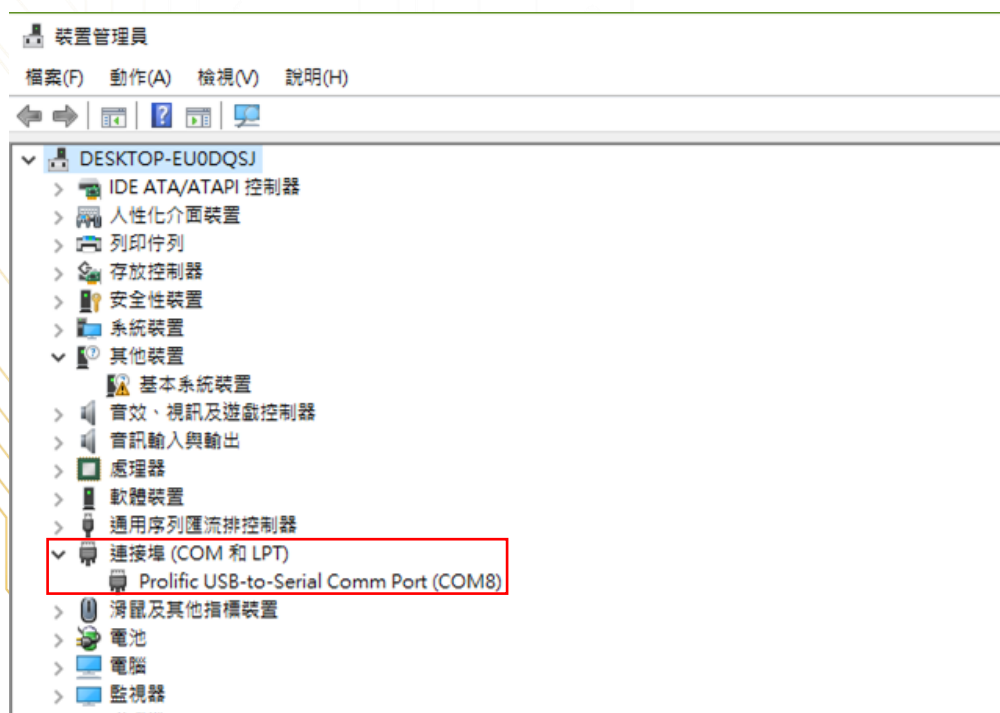 裝置管理員
檔案(F) 動作(A) 檢視(V) 說明(H)
DESKTOP-EU0DQSJ
IDE ATA/ATAPI 控制器
人性化介面裝置
列印佇列
存放控制器
安全性裝置
系統裝置
其他裝置
基本系統裝置
音效、視訊及遊戲控制器
音訊輸入與輸出
處理器
軟體裝置
通用序列匯流排控制器
連接埠 (COM 和 LPT)
Prolific USB-to-Serial Comm Port (COM8)
滑鼠及其他指標裝置
電池
電腦
監視器